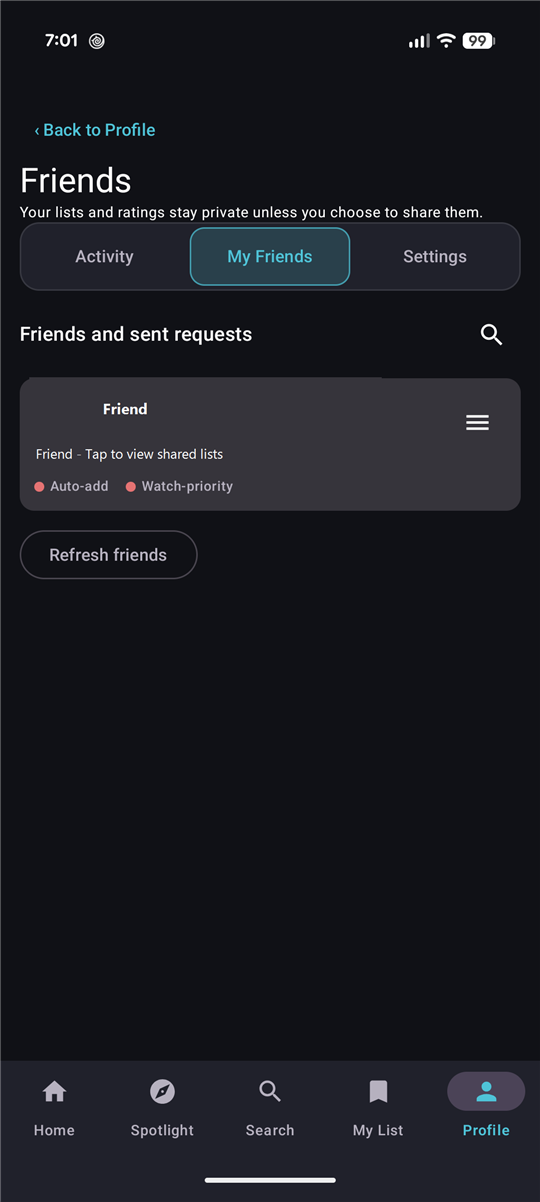 7:01
99
‹ Back to Profile
Friends
Your lists and ratings stay private unless you choose to share them.
Activity
My Friends
Settings
Friends and sent requests
Friend
Friend - Tap to view shared lists
Auto-add
Watch-priority
Refresh friends
Home
Spotlight
Search
My List
Profile